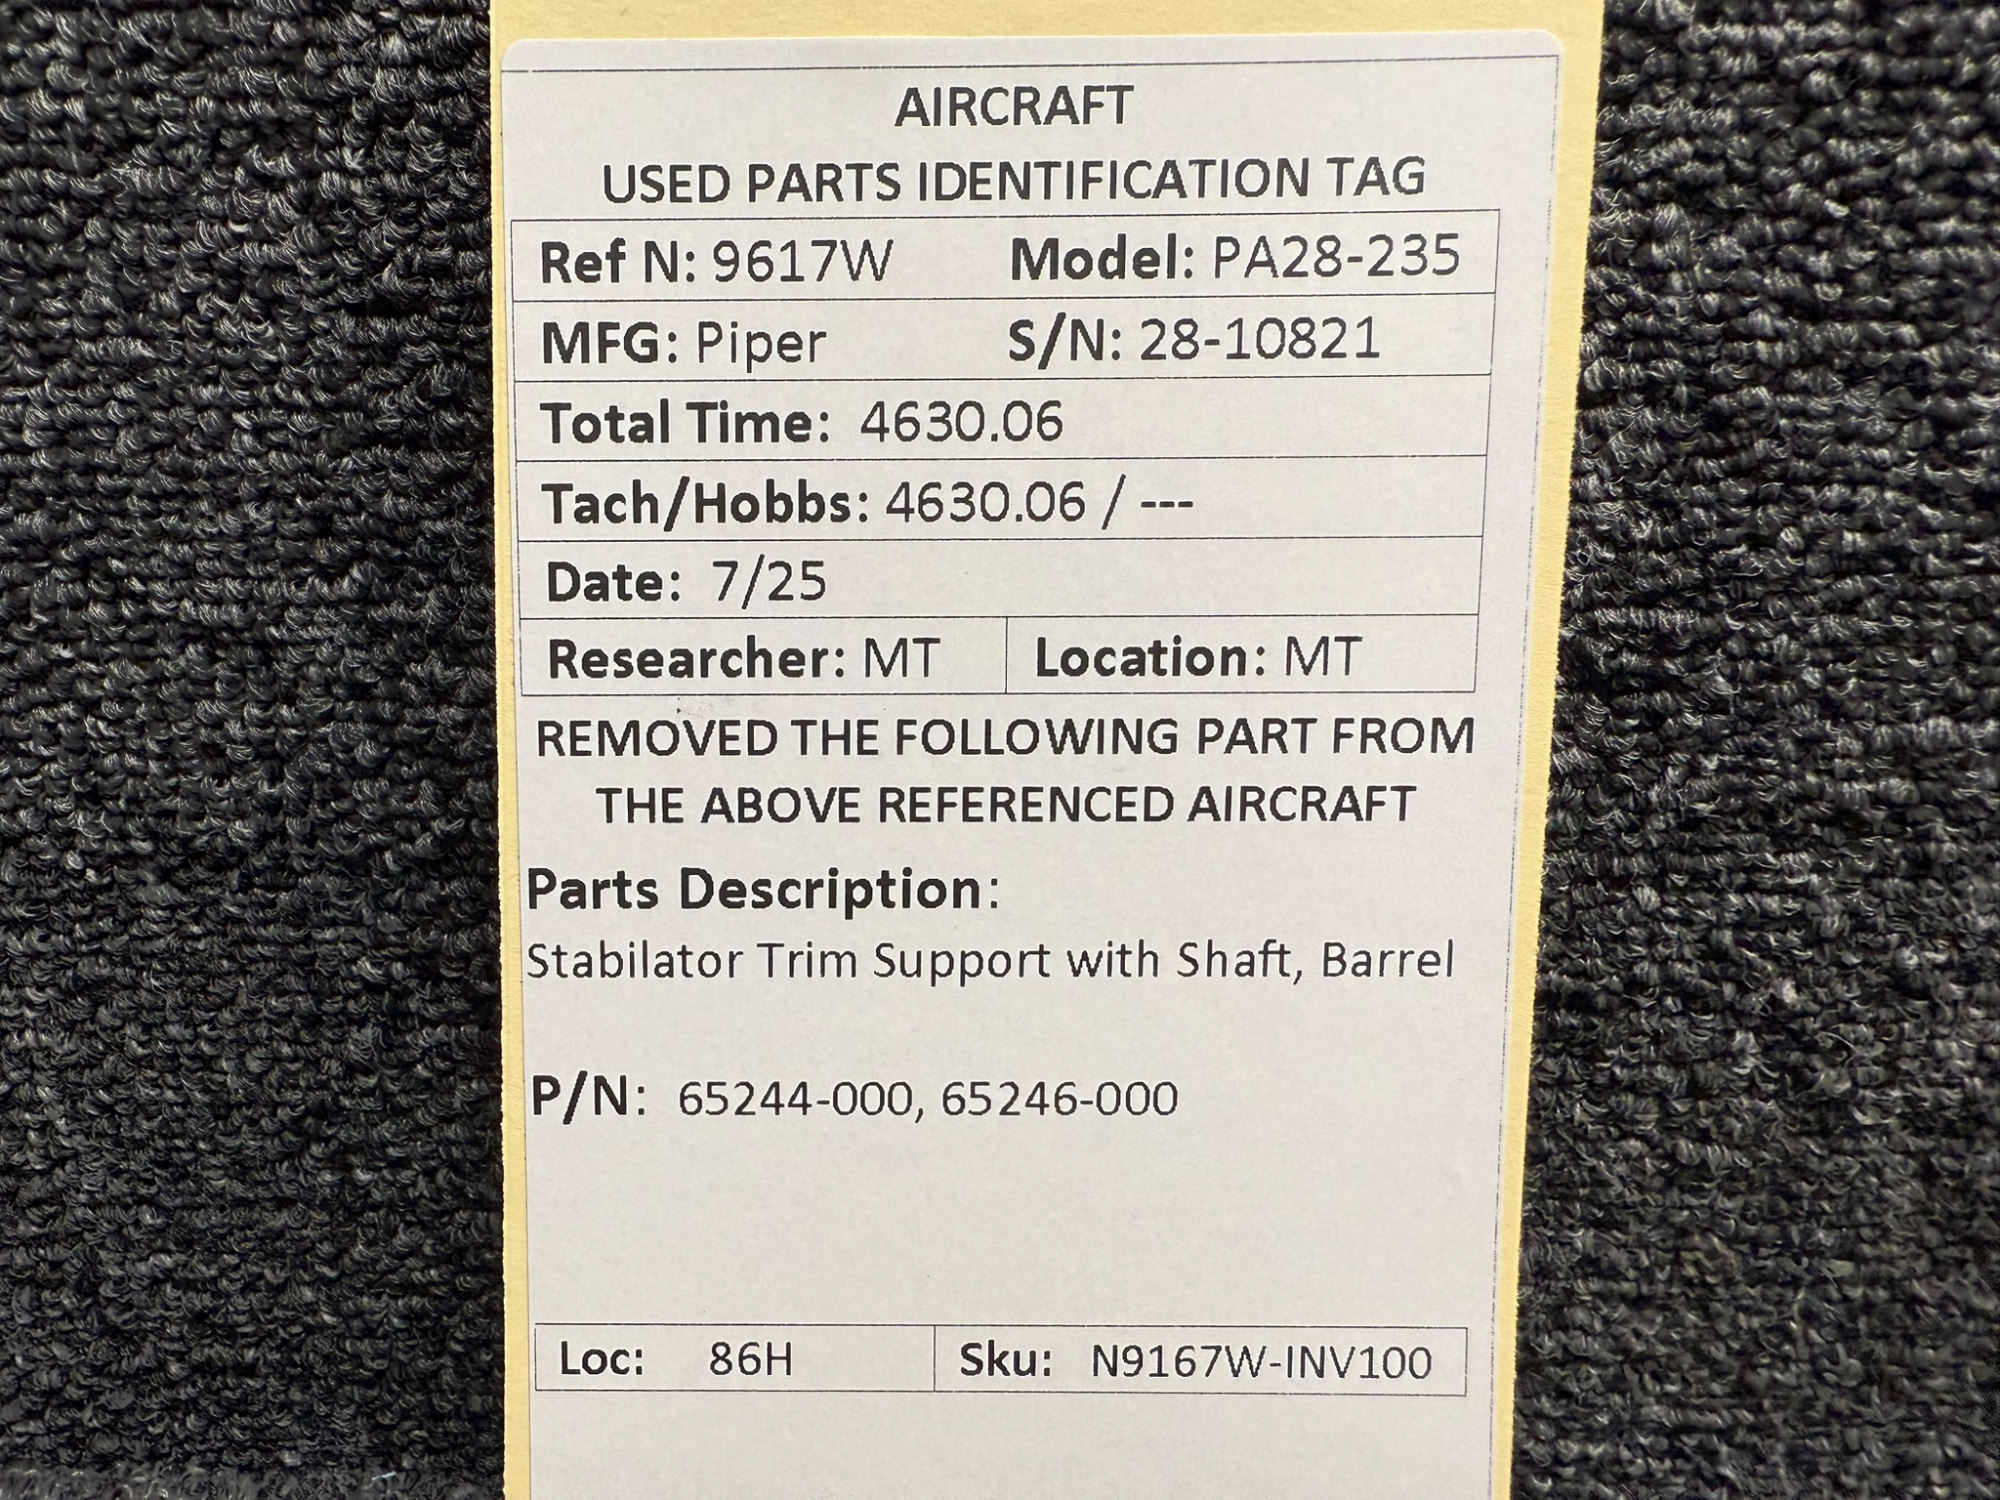 AIRCRAFT
USED PARTS IDENTIFICATION TAG
Ref N: 9617W Model: PA28-235
MFG: Piper S/N: 28-10821
Total Time: 4630.06
Tach/Hobbs: 4630.06 / ---
Date: 7/25
Researcher: MT Location: MT
REMOVED THE FOLLOWING PART FROM
THE ABOVE REFERENCED AIRCRAFT
Parts Description:
Stabilator Trim Support with Shaft, Barrel
P/N: 65244-000, 65246-000
Loc: 86H Sku: N9167W-INV100